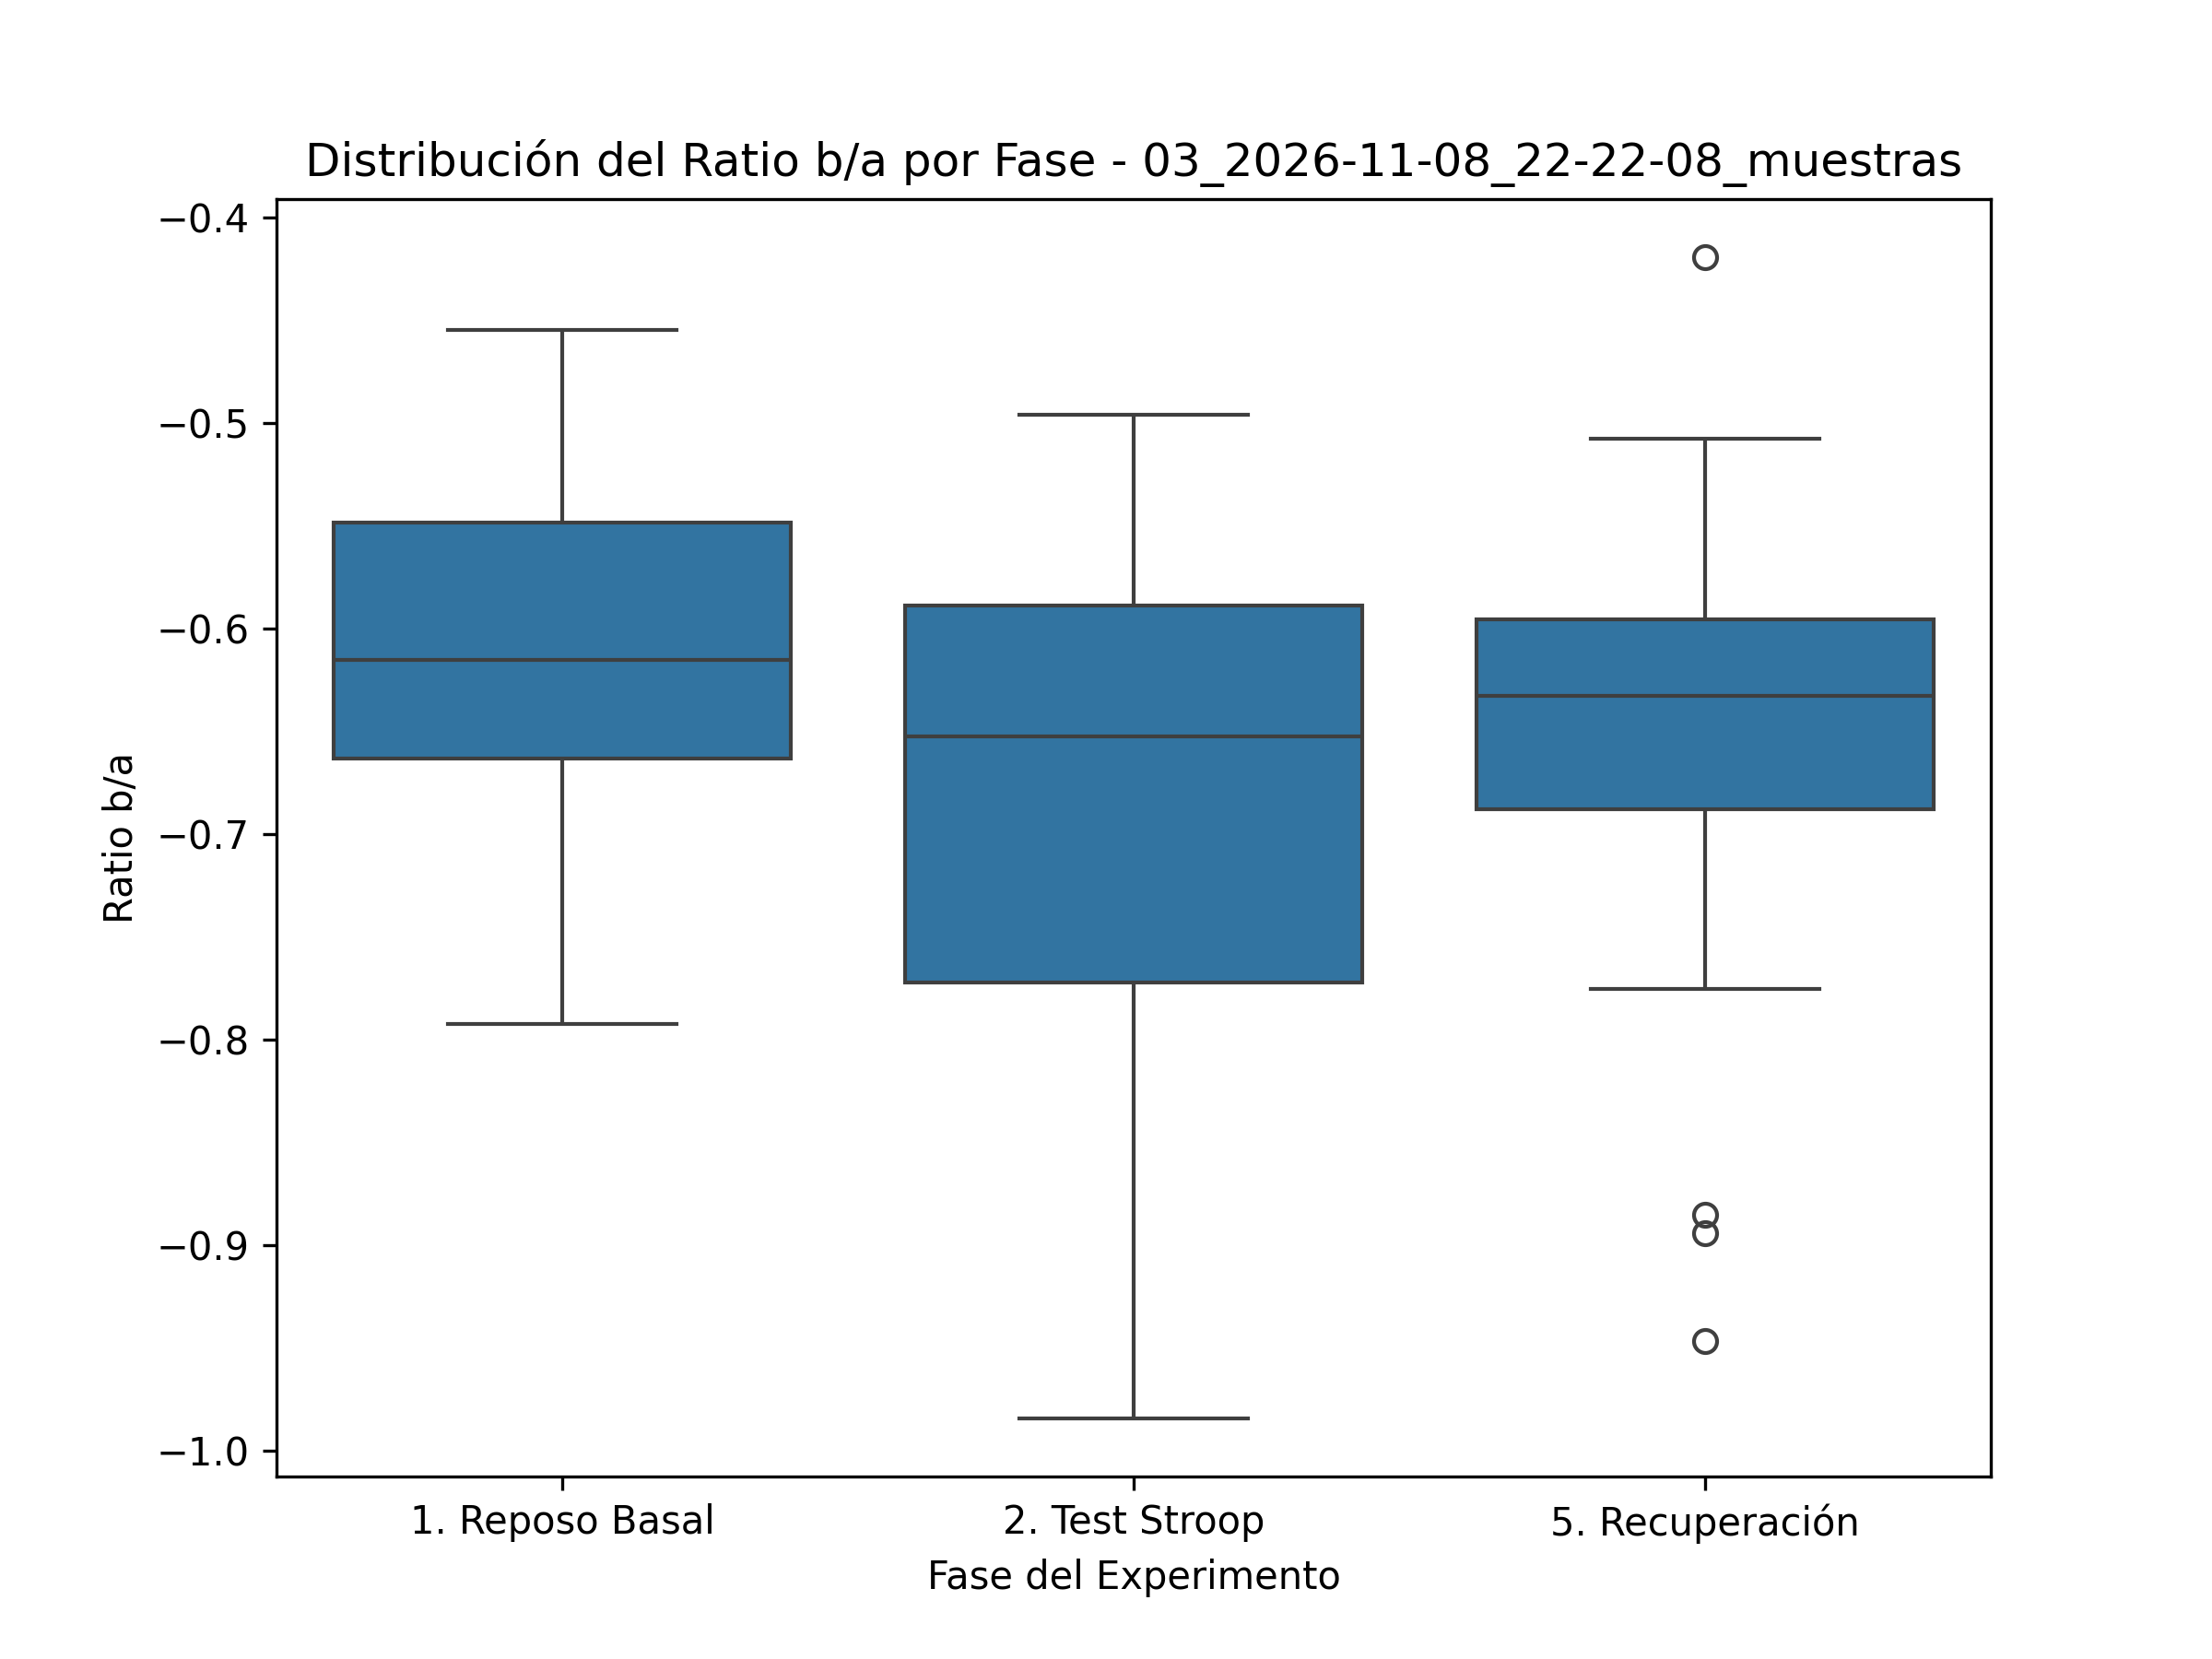 Distribución del Ratio b/a por Fase - 03_2026-11-08_22-22-08_muestras
−0.4
−0.5
−0.6
−0.7
−0.8
−0.9
−1.0
Ratio b/a
1. Reposo Basal
2. Test Stroop
5. Recuperación
Fase del Experimento